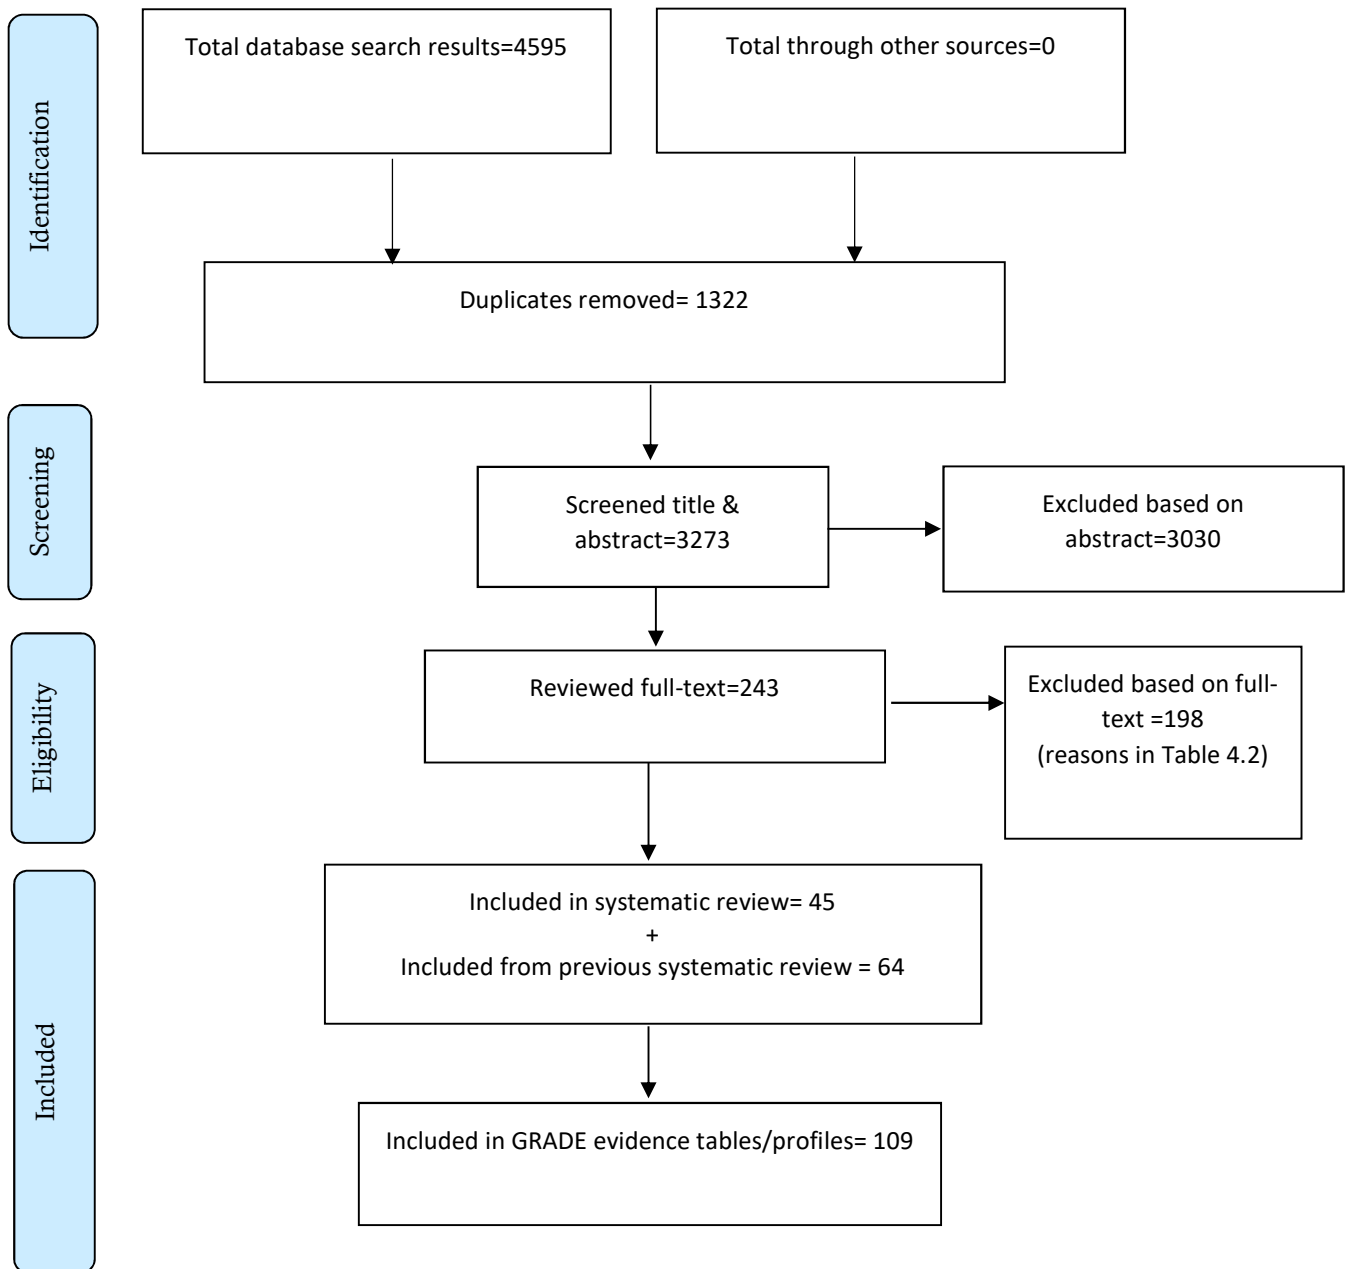 Identification
Total database search results=4595
Total through other sources=0
Duplicates removed= 1322
Screening
Screened title &
abstract=3273
Excluded based on
abstract=3030
Eligibility
Reviewed full-text=243
Excluded based on full-
text =198
(reasons in Table 4.2)
Included
Included in systematic review= 45
+
Included from previous systematic review = 64
Included in GRADE evidence tables/profiles= 109